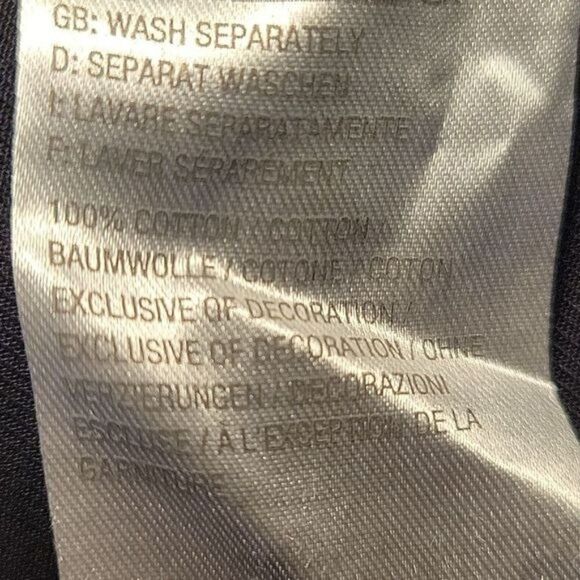 GB: WASH SEPARATELY
D: SEPARAT WASCHEN
I: LAVARE SEPARATAMENTE
F: LAVER SÉPARÉMENT
100% COTTON / COTTON /
BAUMWOLLE / COTONE / COTON
EXCLUSIVE OF DECORATION /
EXCLUSIVE OF DECORATION / OHNE
VERZIERUNGEN / DECORAZIONI
ESCLUSE / À L'EXCEPTION DE LA
GARNITURE